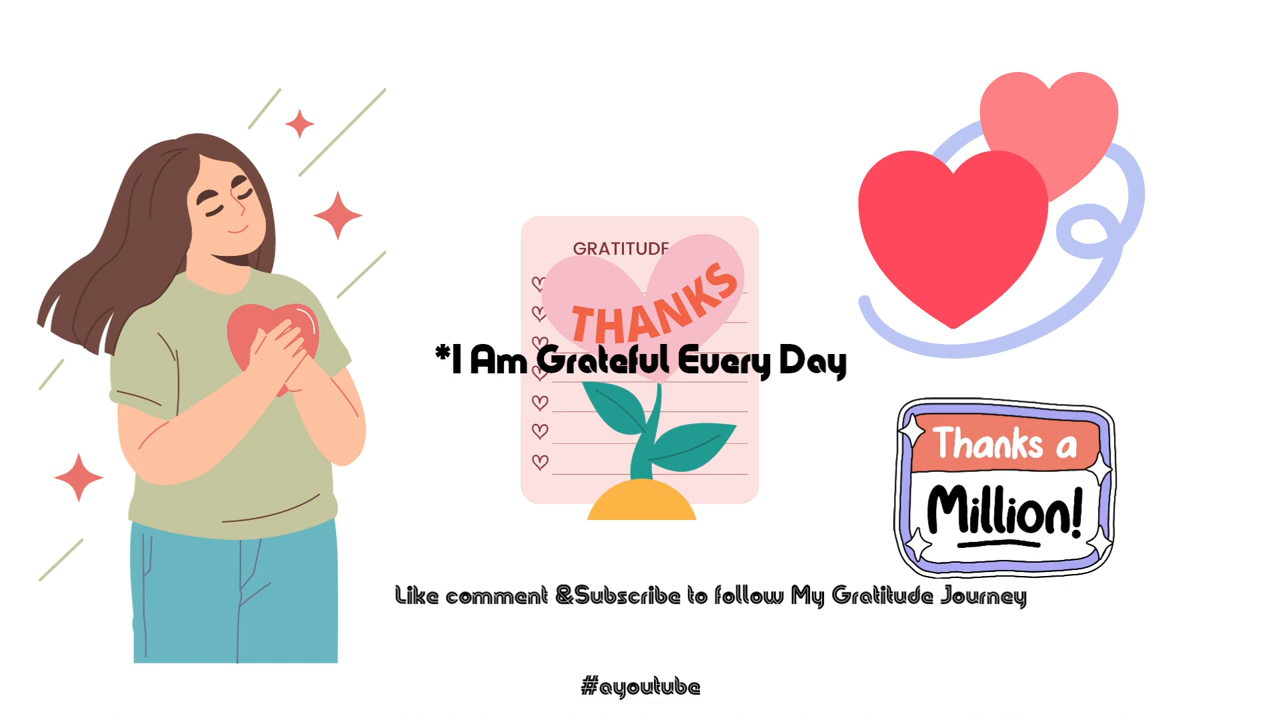 GRATITUDE
THANKS
*I Am Grateful Every Day
Thanks a
Million!
Like comment &Subscribe to follow My Gratitude Journey
#ayoutube